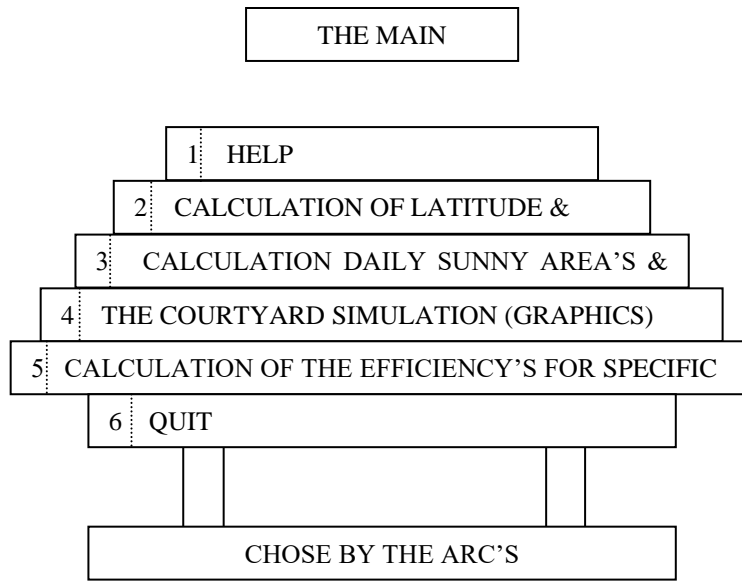 THE MAIN
1 HELP
2 CALCULATION OF LATITUDE &
3 CALCULATION DAILY SUNNY AREA'S &
4 THE COURTYARD SIMULATION (GRAPHICS)
5 CALCULATION OF THE EFFICIENCY'S FOR SPECIFIC
6 QUIT
CHOSE BY THE ARC'S